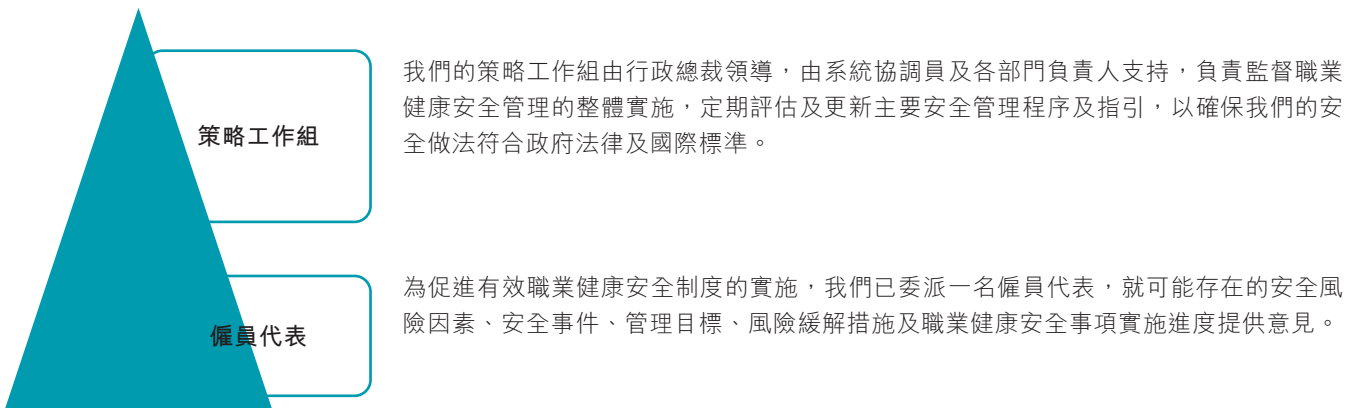 策略工作組
我們的策略工作組由行政總裁領導，由系統協調員及各部門負責人支持，負責監督職業
健康安全管理的整體實施，定期評估及更新主要安全管理程序及指引，以確保我們的安
全做法符合政府法律及國際標準。
僱員代表
為促進有效職業健康安全制度的實施，我們已委派一名僱員代表，就可能存在的安全風
險因素、安全事件、管理目標、風險緩解措施及職業健康安全事項實施進度提供意見。